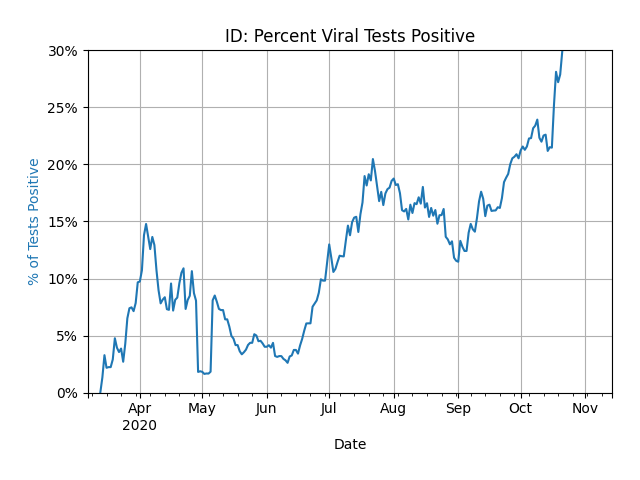 ID: Percent Viral Tests Positive
30%
25%
20%
15%
10%
5%
0%
% of Tests Positive
Apr May Jun Jul Aug Sep Oct Nov
2020
Date